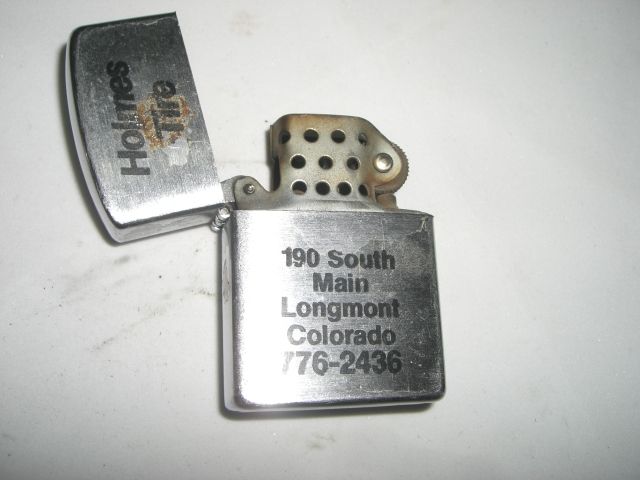 Holmes
Tire
190 South
Main
Longmont
Colorado
776-2436